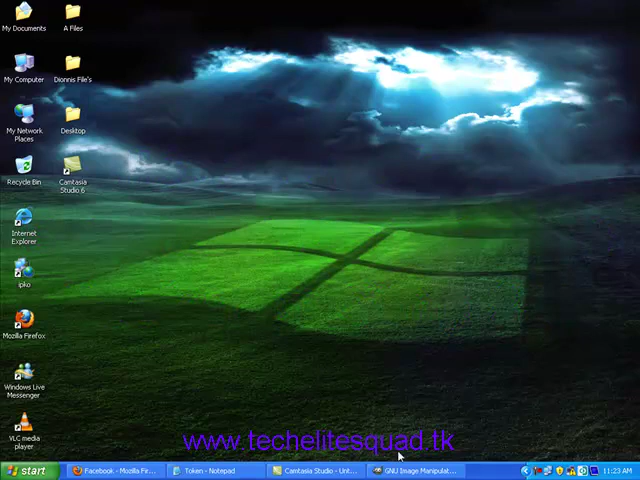 My Documents
A Files
My Computer
Dionnis File's
My Network
Places
Desktop
Recycle Bin
Camtasia
Studio 6
Internet
Explorer
ipko
Mozilla Firefox
Windows Live
Messenger
VLC media
player
www.techelitesquad.tk
start
Facebook - Mozilla Fir...
Token - Notepad
Camtasia Studio - Unt...
GNU Image Manipulat...
11:23 AM